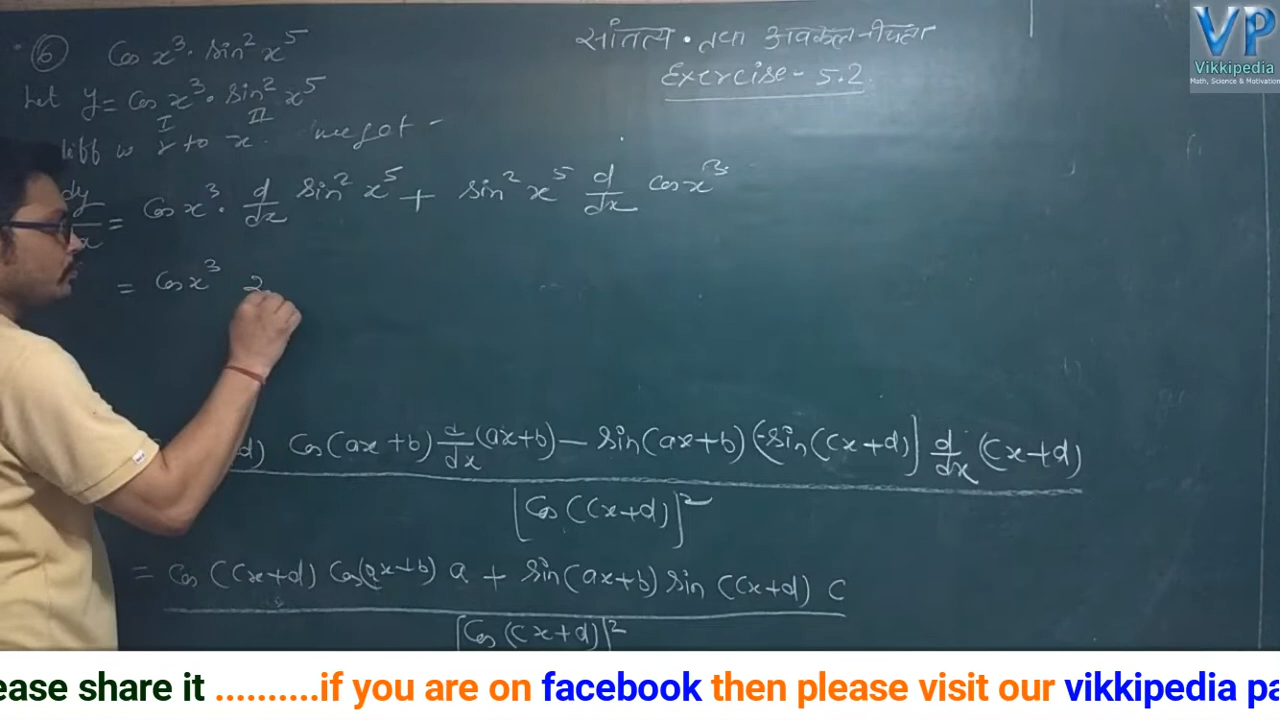 ⑥ Cos x³ · sin² x⁵
Let y = cos x³ · sin² x⁵
I II
diff w r to x. we get -
dy/dx = cos x³ · d/dx sin² x⁵ + sin² x⁵ d/dx cos x³
= cos x³ 2
सांतत्य · तथा अवकलनीयता
Exercise - 5.2
d) cos(ax+b) d/dx (ax+b) - sin(ax+b) (-sin(cx+d)] d/dx (cx+d)
[cos(cx+d)]²
= cos(cx+d) cos(ax+b) a + sin(ax+b) sin(cx+d) c
[cos(cx+d)]²
VP
Vikkipedia
Math, Science & Motivation
ease share it ..........if you are on facebook then please visit our vikkipedia pa